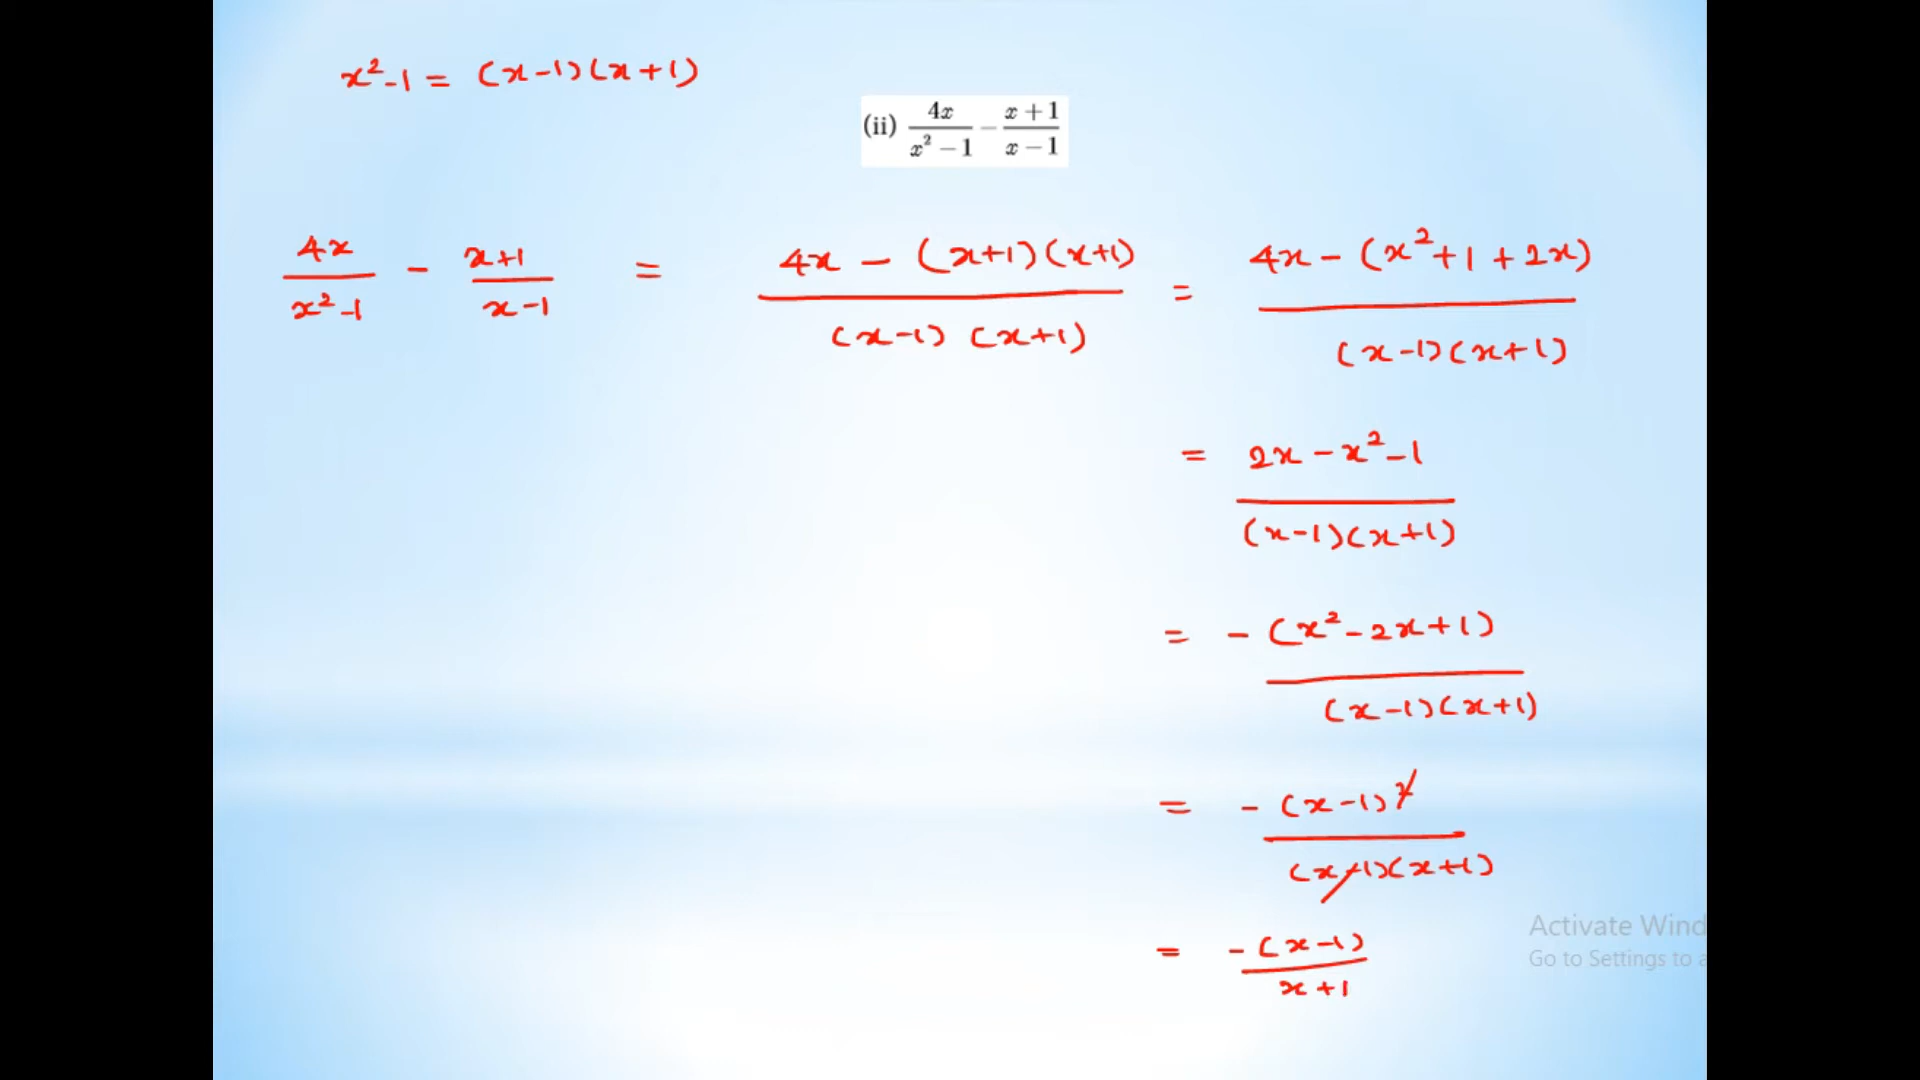 x²-1 = (x-1)(x+1)
(ii) 4x/(x² - 1) - (x + 1)/(x - 1)
4x/(x²-1) - (x+1)/(x-1) = (4x - (x+1)(x+1))/((x-1)(x+1)) = (4x - (x²+1+2x))/((x-1)(x+1))
= (2x - x² - 1)/((x-1)(x+1))
= -(x²-2x+1)/((x-1)(x+1))
= -(x-1)²/((x-1)(x+1))
= -(x-1)/(x+1)
Activate Wind
Go to Settings to a